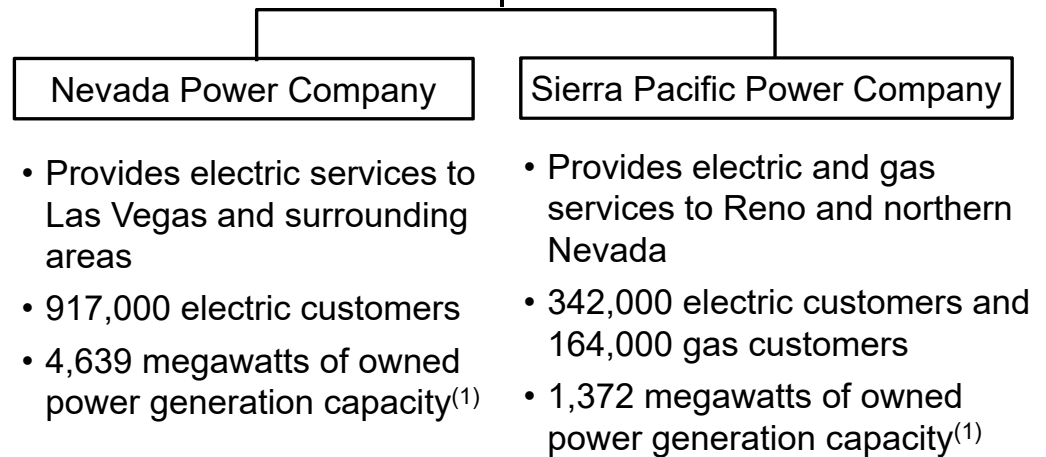 Nevada Power Company
• Provides electric services to
Las Vegas and surrounding
areas
• 917,000 electric customers
• 4,639 megawatts of owned
power generation capacity(1)
Sierra Pacific Power Company
• Provides electric and gas
services to Reno and northern
Nevada
• 342,000 electric customers and
164,000 gas customers
• 1,372 megawatts of owned
power generation capacity(1)